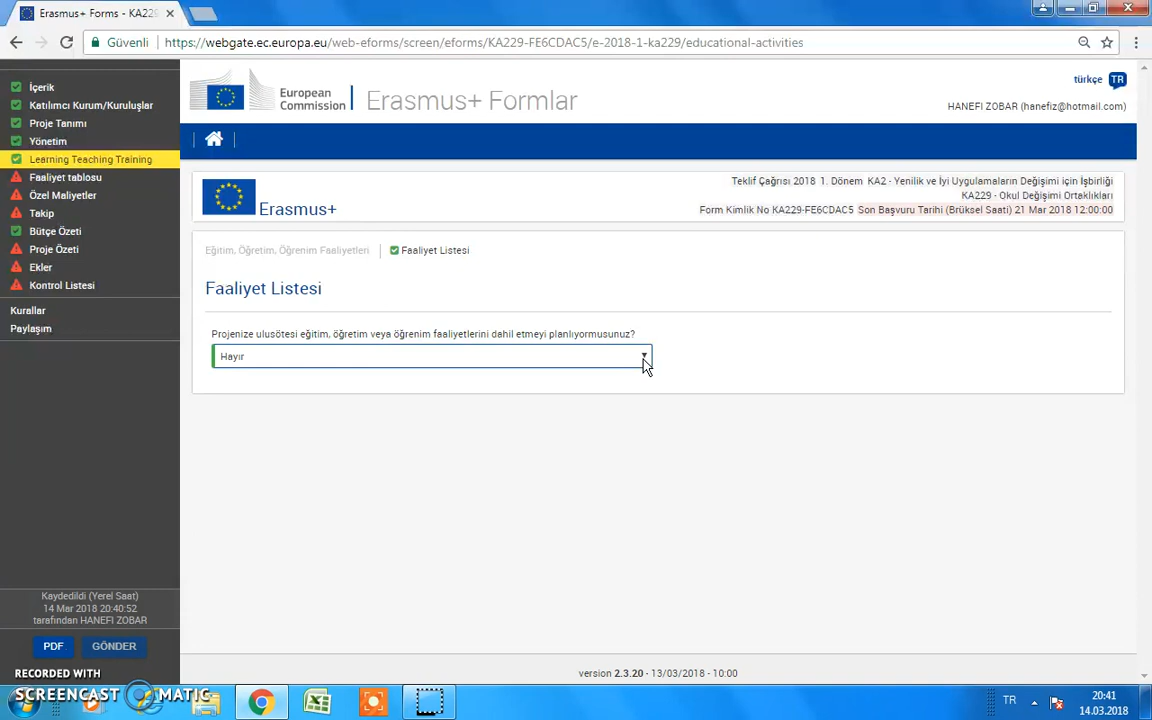 Erasmus+ Forms - KA229
Güvenli
https://webgate.ec.europa.eu/web-eforms/screen/eforms/KA229-FE6CDAC5/e-2018-1-ka229/educational-activities
İçerik
Katılımcı Kurum/Kuruluşlar
Proje Tanımı
Yönetim
Learning Teaching Training
Faaliyet tablosu
Özel Maliyetler
Takip
Bütçe Özeti
Proje Özeti
Ekler
Kontrol Listesi
Kurallar
Paylaşım
Kaydedildi (Yerel Saat)
14 Mar 2018 20:40:52
tarafından HANEFI ZOBAR
PDF
GÖNDER
European
Commission
Erasmus+ Formlar
türkçe TR
HANEFI ZOBAR (hanefiz@hotmail.com)
Erasmus+
Teklif Çağrısı 2018 1. Dönem KA2 - Yenilik ve İyi Uygulamaların Değişimi için İşbirliği
KA229 - Okul Değişimi Ortaklıkları
Form Kimlik No KA229-FE6CDAC5 Son Başvuru Tarihi (Brüksel Saati) 21 Mar 2018 12:00:00
Eğitim, Öğretim, Öğrenim Faaliyetleri
Faaliyet Listesi
Faaliyet Listesi
Projenize ulusötesi eğitim, öğretim veya öğrenim faaliyetlerini dahil etmeyi planlıyormusunuz?
Hayır
version 2.3.20 - 13/03/2018 - 10:00
RECORDED WITH
SCREENCAST MATIC
TR
20:41
14.03.2018